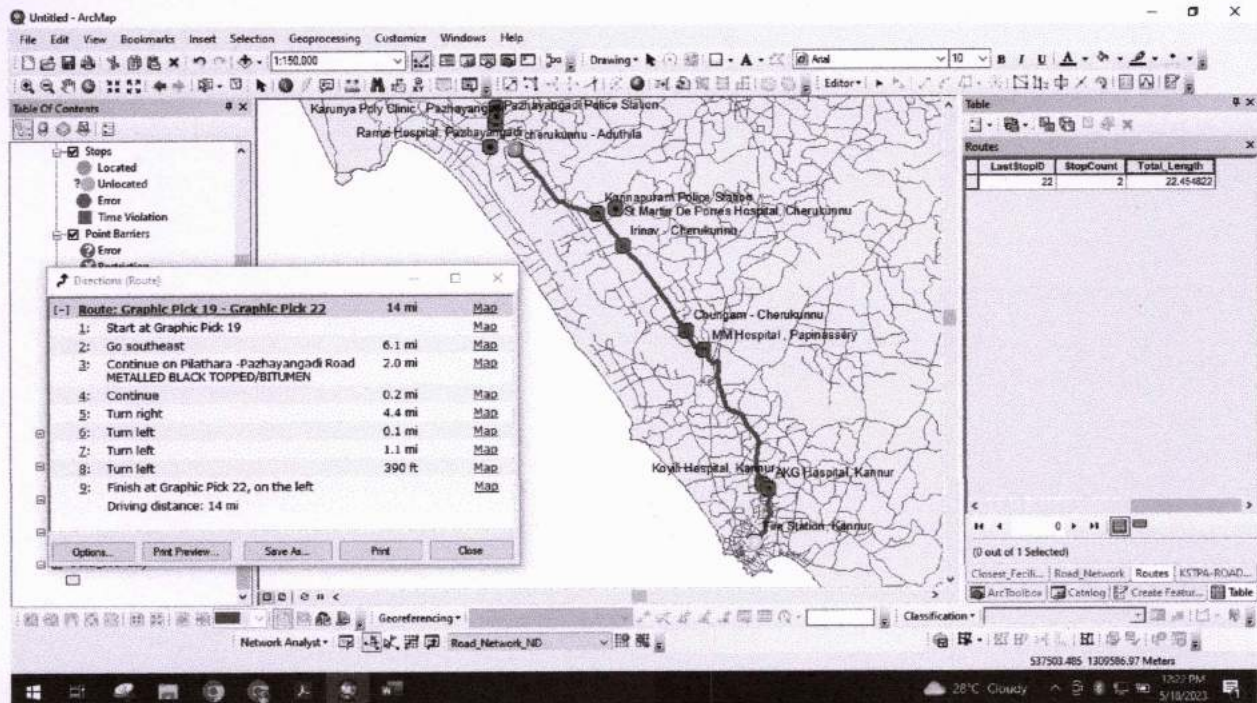 Untitled - ArcMap
File Edit View Bookmarks Insert Selection Geoprocessing Customize Windows Help
1:150,000
Drawing
Arial
10
B I U A
Editor
Table Of Contents
Stops
Located
Unlocated
Error
Time Violation
Point Barriers
Error
Directions (Route)
[-] Route: Graphic Pick 19 - Graphic Pick 22 14 mi Map
1: Start at Graphic Pick 19 Map
2: Go southeast 6.1 mi Map
3: Continue on Pilathara -Pazhayangadi Road METALLED BLACK TOPPED/BITUMEN 2.0 mi Map
4: Continue 0.2 mi Map
5: Turn right 4.4 mi Map
6: Turn left 0.1 mi Map
7: Turn left 1.1 mi Map
8: Turn left 390 ft Map
9: Finish at Graphic Pick 22, on the left Map
Driving distance: 14 mi
Options... Print Preview... Save As... Print Close
Karunya Poly Clinic, Pazhayangadi
Pazhayangadi Police Station
Ramzi Hospital, Pazhayangadi
cherukunnu - Aduthila
Kannapuram Police Station
St Martin De Porres Hospital, Cherukunnu
Irinav - Cherukunnu
Chungam - Cherukunnu
MM Hospital, Papinassery
Koyili Hospital, Kannur
AKG Hospital, Kannur
Fire Station, Kannur
Table
Routes
LastStopID StopCount Total_Length
22 2 22.454822
0
(0 out of 1 Selected)
Closest_Facili... Road_Network Routes KSTPA-ROAD...
ArcToolbox Catalog Create Featur... Table
Georeferencing
Classification
Network Analyst
Road_Network_ND
537503.485 1309586.97 Meters
28°C Cloudy
12:22 PM
5/18/2023